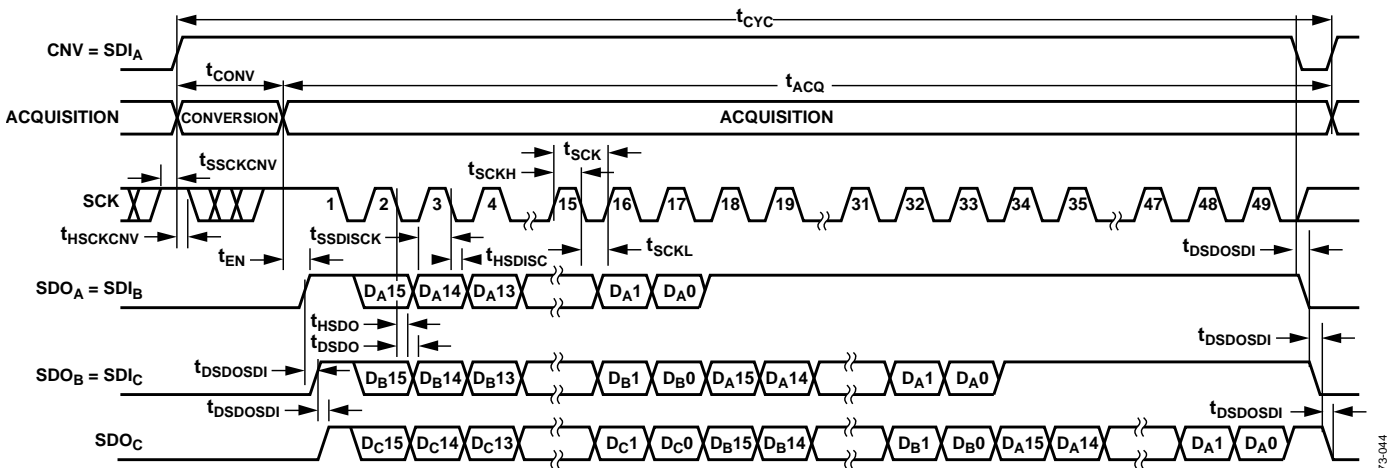 tCYC
CNV = SDIA
tCONV
tACQ
ACQUISITION CONVERSION ACQUISITION
tSSCKCNV
tSCK
tSCKH
SCK 1 2 3 4 15 16 17 18 19 31 32 33 34 35 47 48 49
tHSCKCNV
tSSDISCK
tEN
tHSDISC
tSCKL
tDSDOSDI
SDOA = SDIB DA15 DA14 DA13 DA1 DA0
tHSDO
tDSDO
tDSDOSDI
tDSDOSDI
SDOB = SDIC DB15 DB14 DB13 DB1 DB0 DA15 DA14 DA1 DA0
tDSDOSDI
tDSDOSDI
SDOC DC15 DC14 DC13 DC1 DC0 DB15 DB14 DB1 DB0 DA15 DA14 DA1 DA0
73-044